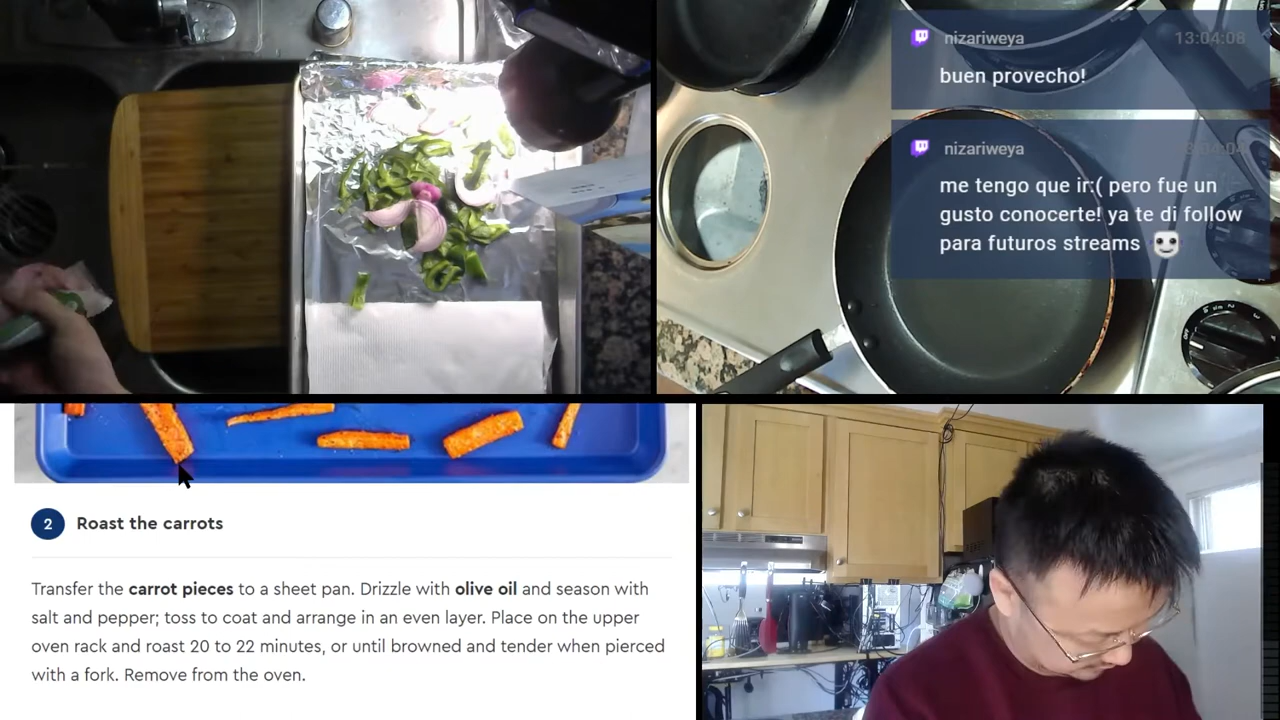 nizariweya 13:04:08
buen provecho!
nizariweya
me tengo que ir:( pero fue un
gusto conocerte! ya te di follow
para futuros streams
2 Roast the carrots
Transfer the carrot pieces to a sheet pan. Drizzle with olive oil and season with
salt and pepper; toss to coat and arrange in an even layer. Place on the upper
oven rack and roast 20 to 22 minutes, or until browned and tender when pierced
with a fork. Remove from the oven.